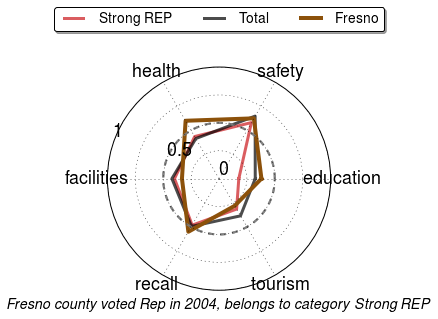 Strong REP Total Fresno
health safety
1
0.5
0
facilities education
recall tourism
Fresno county voted Rep in 2004, belongs to category Strong REP